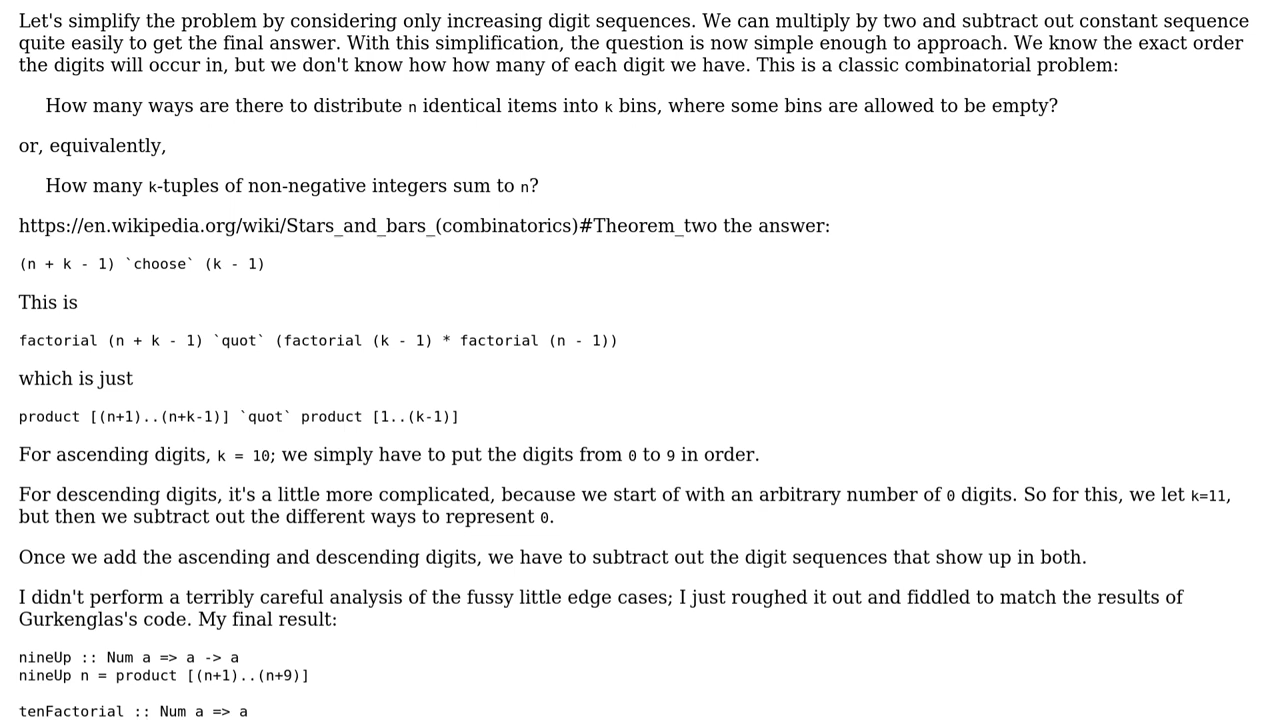 Let's simplify the problem by considering only increasing digit sequences. We can multiply by two and subtract out constant sequence
quite easily to get the final answer. With this simplification, the question is now simple enough to approach. We know the exact order
the digits will occur in, but we don't know how how many of each digit we have. This is a classic combinatorial problem:
How many ways are there to distribute n identical items into k bins, where some bins are allowed to be empty?
or, equivalently,
How many k-tuples of non-negative integers sum to n?
https://en.wikipedia.org/wiki/Stars_and_bars_(combinatorics)#Theorem_two the answer:
(n + k - 1) `choose` (k - 1)
This is
factorial (n + k - 1) `quot` (factorial (k - 1) * factorial (n - 1))
which is just
product [(n+1)..(n+k-1)] `quot` product [1..(k-1)]
For ascending digits, k = 10; we simply have to put the digits from 0 to 9 in order.
For descending digits, it's a little more complicated, because we start of with an arbitrary number of 0 digits. So for this, we let k=11,
but then we subtract out the different ways to represent 0.
Once we add the ascending and descending digits, we have to subtract out the digit sequences that show up in both.
I didn't perform a terribly careful analysis of the fussy little edge cases; I just roughed it out and fiddled to match the results of
Gurkenglas's code. My final result:
nineUp :: Num a => a -> a
nineUp n = product [(n+1)..(n+9)]
tenFactorial :: Num a => a